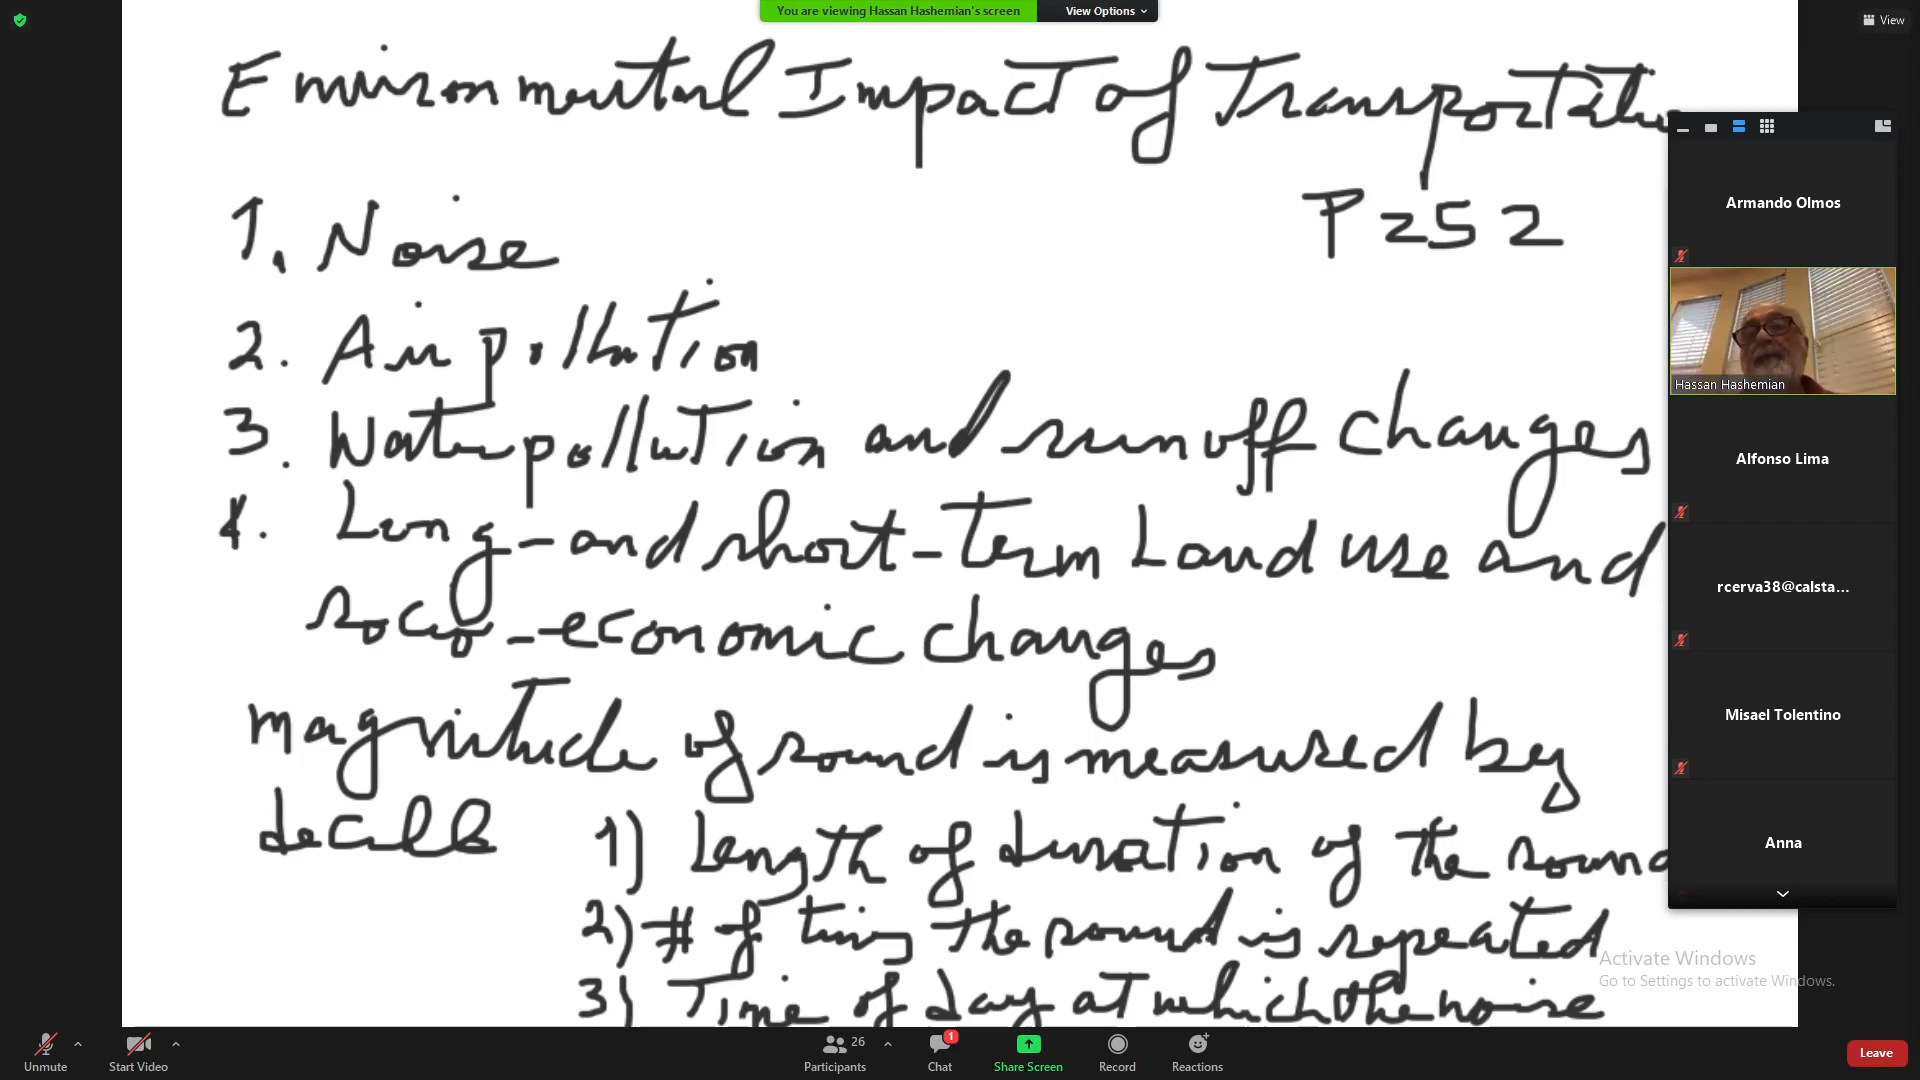 You are viewing Hassan Hashemian's screen
View Options
View
Environmental Impact of Transportation
P 252
1. Noise
2. Air pollution
3. Water pollution and runoff changes
4. Long-and short-term Land use and
socio-economic changes
magnitude of sound is measured by
decibels
1) Length of duration of the sound
2) # of times the sound is repeated
3) Time of day at which the noise
Armando Olmos
Hassan Hashemian
Alfonso Lima
rcerva38@calsta...
Misael Tolentino
Anna
Activate Windows
Go to Settings to activate Windows.
Unmute
Start Video
Participants
26
Chat
1
Share Screen
Record
Reactions
Leave